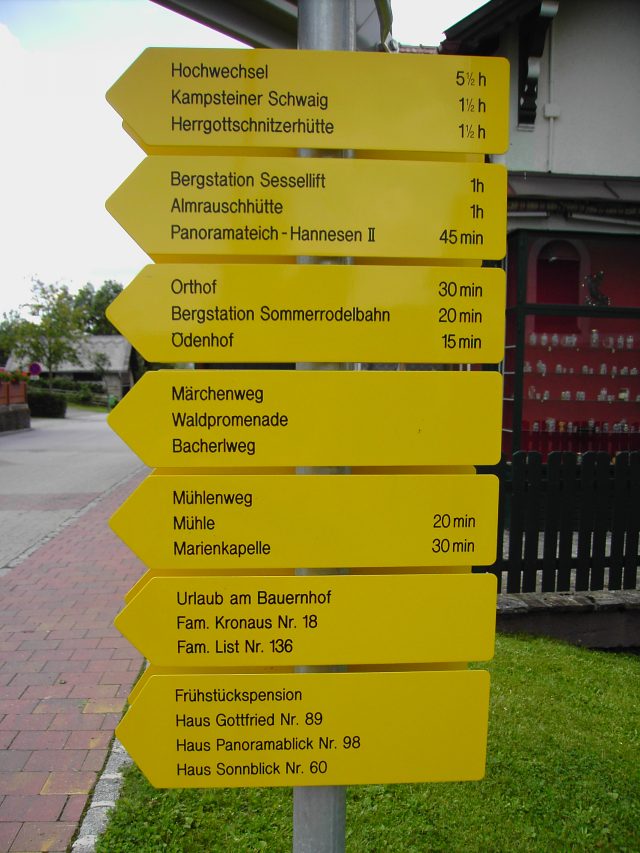 Hochwechsel 5½ h
Kampsteiner Schwaig 1½ h
Herrgottschnitzerhütte 1½ h
Bergstation Sessellift 1h
Almrauschhütte 1h
Panoramateich - Hannesen II 45 min
Orthof 30 min
Bergstation Sommerrodelbahn 20 min
Ödenhof 15 min
Märchenweg
Waldpromenade
Bacherlweg
Mühlenweg
Mühle 20 min
Marienkapelle 30 min
Urlaub am Bauernhof
Fam. Kronaus Nr. 18
Fam. List Nr. 136
Frühstückspension
Haus Gottfried Nr. 89
Haus Panoramablick Nr. 98
Haus Sonnblick Nr. 60